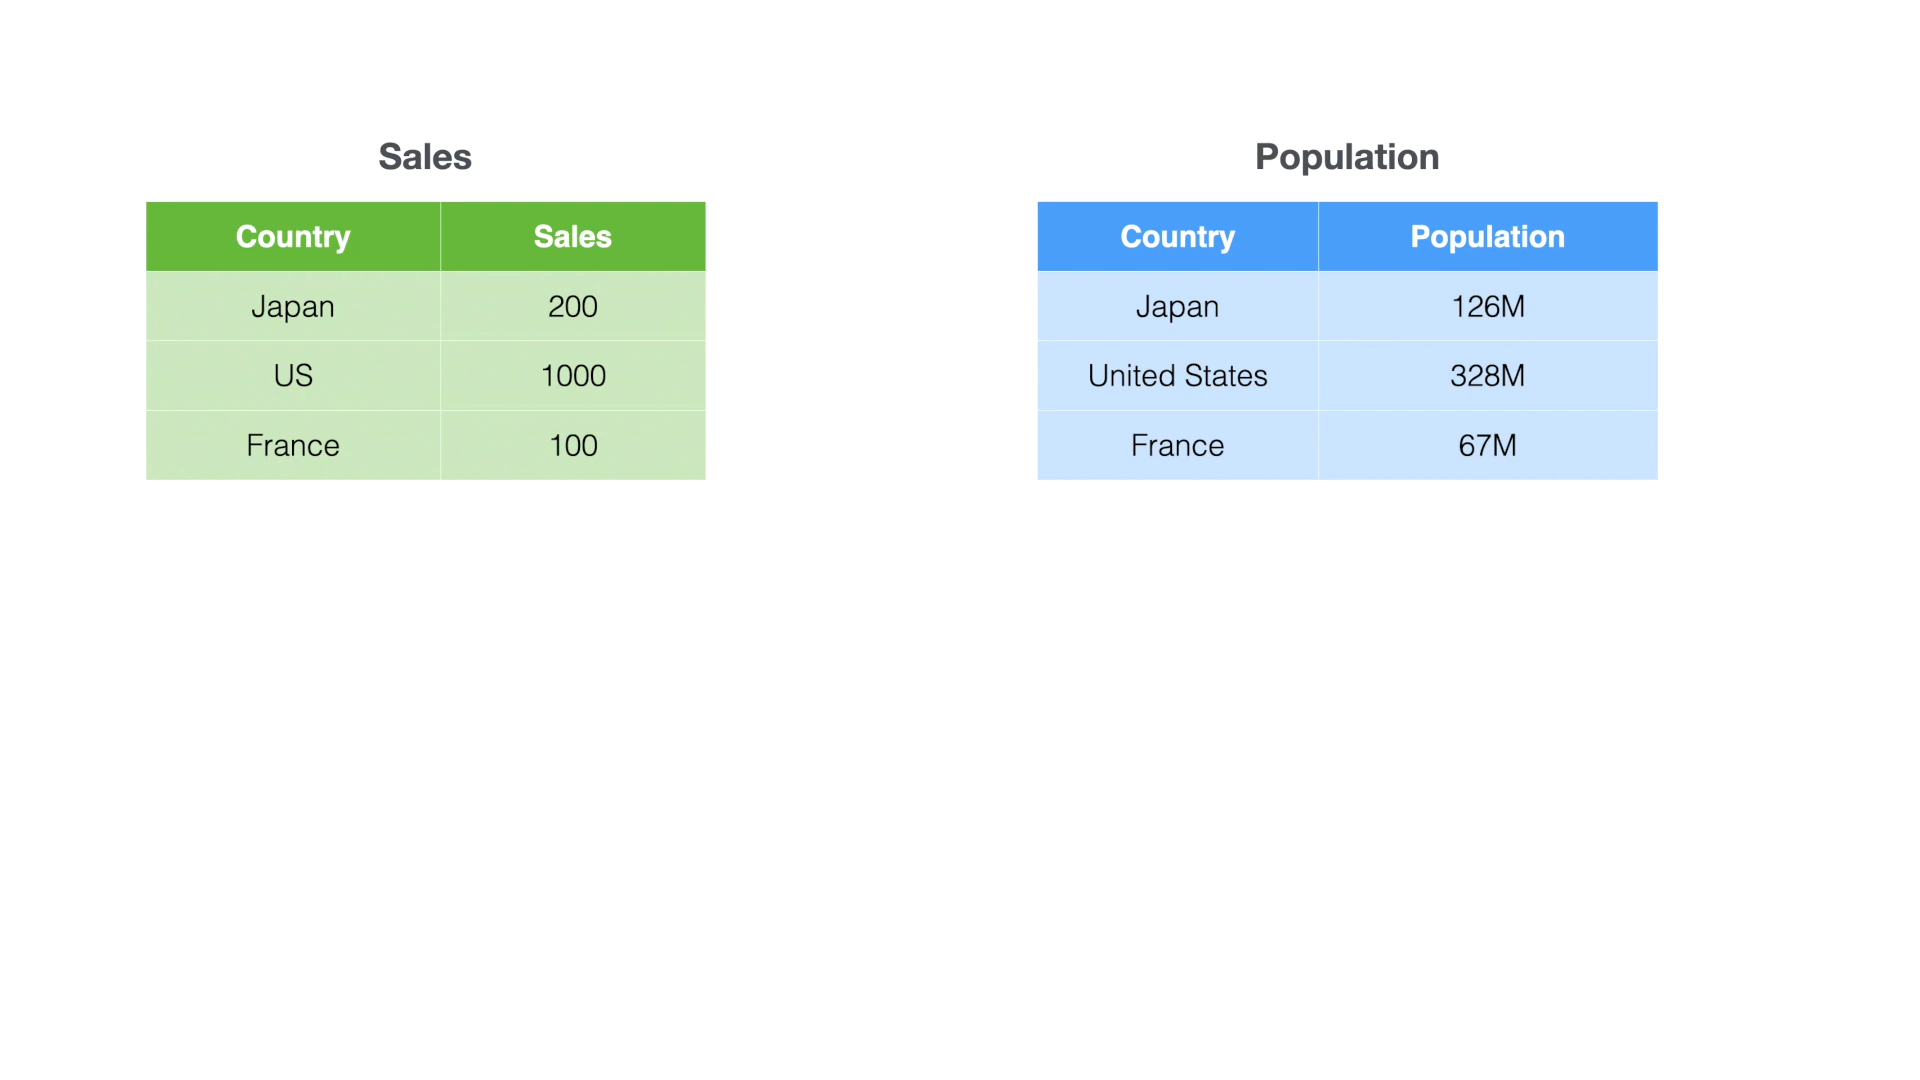 Sales
Country Sales
Japan 200
US 1000
France 100
Population
Country Population
Japan 126M
United States 328M
France 67M